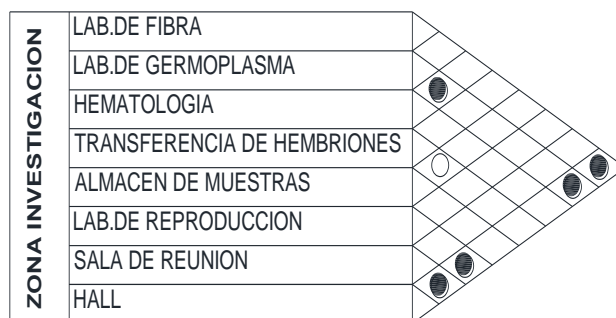 ZONA INVESTIGACION
LAB.DE FIBRA
LAB.DE GERMOPLASMA
HEMATOLOGIA
TRANSFERENCIA DE HEMBRIONES
ALMACEN DE MUESTRAS
LAB.DE REPRODUCCION
SALA DE REUNION
HALL